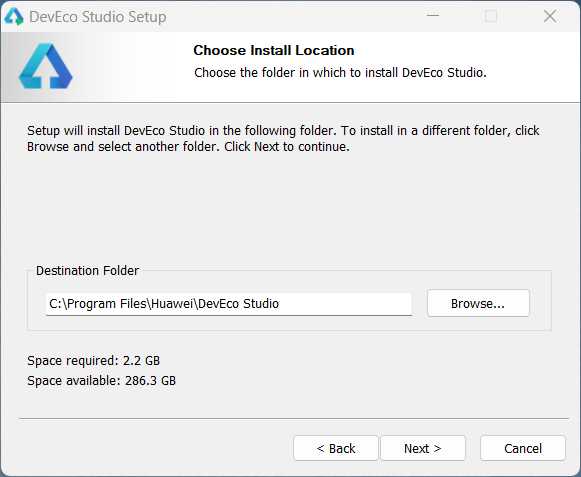 DevEco Studio Setup
Choose Install Location
Choose the folder in which to install DevEco Studio.
Setup will install DevEco Studio in the following folder. To install in a different folder, click
Browse and select another folder. Click Next to continue.
Destination Folder
C:\Program Files\Huawei\DevEco Studio
Browse...
Space required: 2.2 GB
Space available: 286.3 GB
< Back
Next >
Cancel